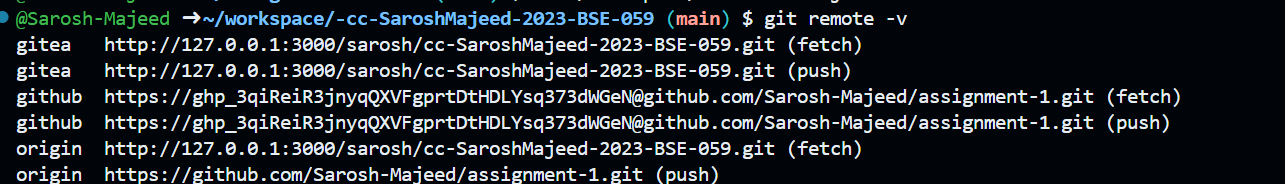 @Sarosh-Majeed ➜~/workspace/-cc-SaroshMajeed-2023-BSE-059 (main) $ git remote -v
gitea   http://127.0.0.1:3000/sarosh/cc-SaroshMajeed-2023-BSE-059.git (fetch)
gitea   http://127.0.0.1:3000/sarosh/cc-SaroshMajeed-2023-BSE-059.git (push)
github  https://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@github.com/Sarosh-Majeed/assignment-1.git (fetch)
github  https://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@github.com/Sarosh-Majeed/assignment-1.git (push)
origin  http://127.0.0.1:3000/sarosh/cc-SaroshMajeed-2023-BSE-059.git (fetch)
origin  https://github.com/Sarosh-Majeed/assignment-1.git (push)